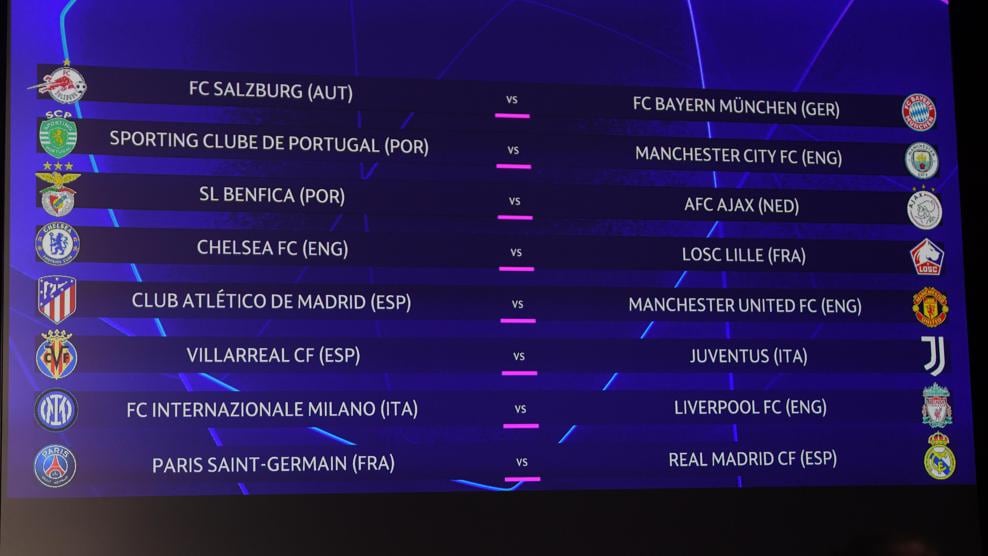 FC SALZBURG (AUT) vs FC BAYERN MÜNCHEN (GER)
SCP
SPORTING CLUBE DE PORTUGAL (POR) vs MANCHESTER CITY FC (ENG)
SL BENFICA (POR) vs AFC AJAX (NED)
CHELSEA FC (ENG) vs LOSC LILLE (FRA)
LOSC
CLUB ATLÉTICO DE MADRID (ESP) vs MANCHESTER UNITED FC (ENG)
VILLARREAL CF (ESP) vs JUVENTUS (ITA)
FC INTERNAZIONALE MILANO (ITA) vs LIVERPOOL FC (ENG)
PARIS
PARIS SAINT-GERMAIN (FRA) vs REAL MADRID CF (ESP)